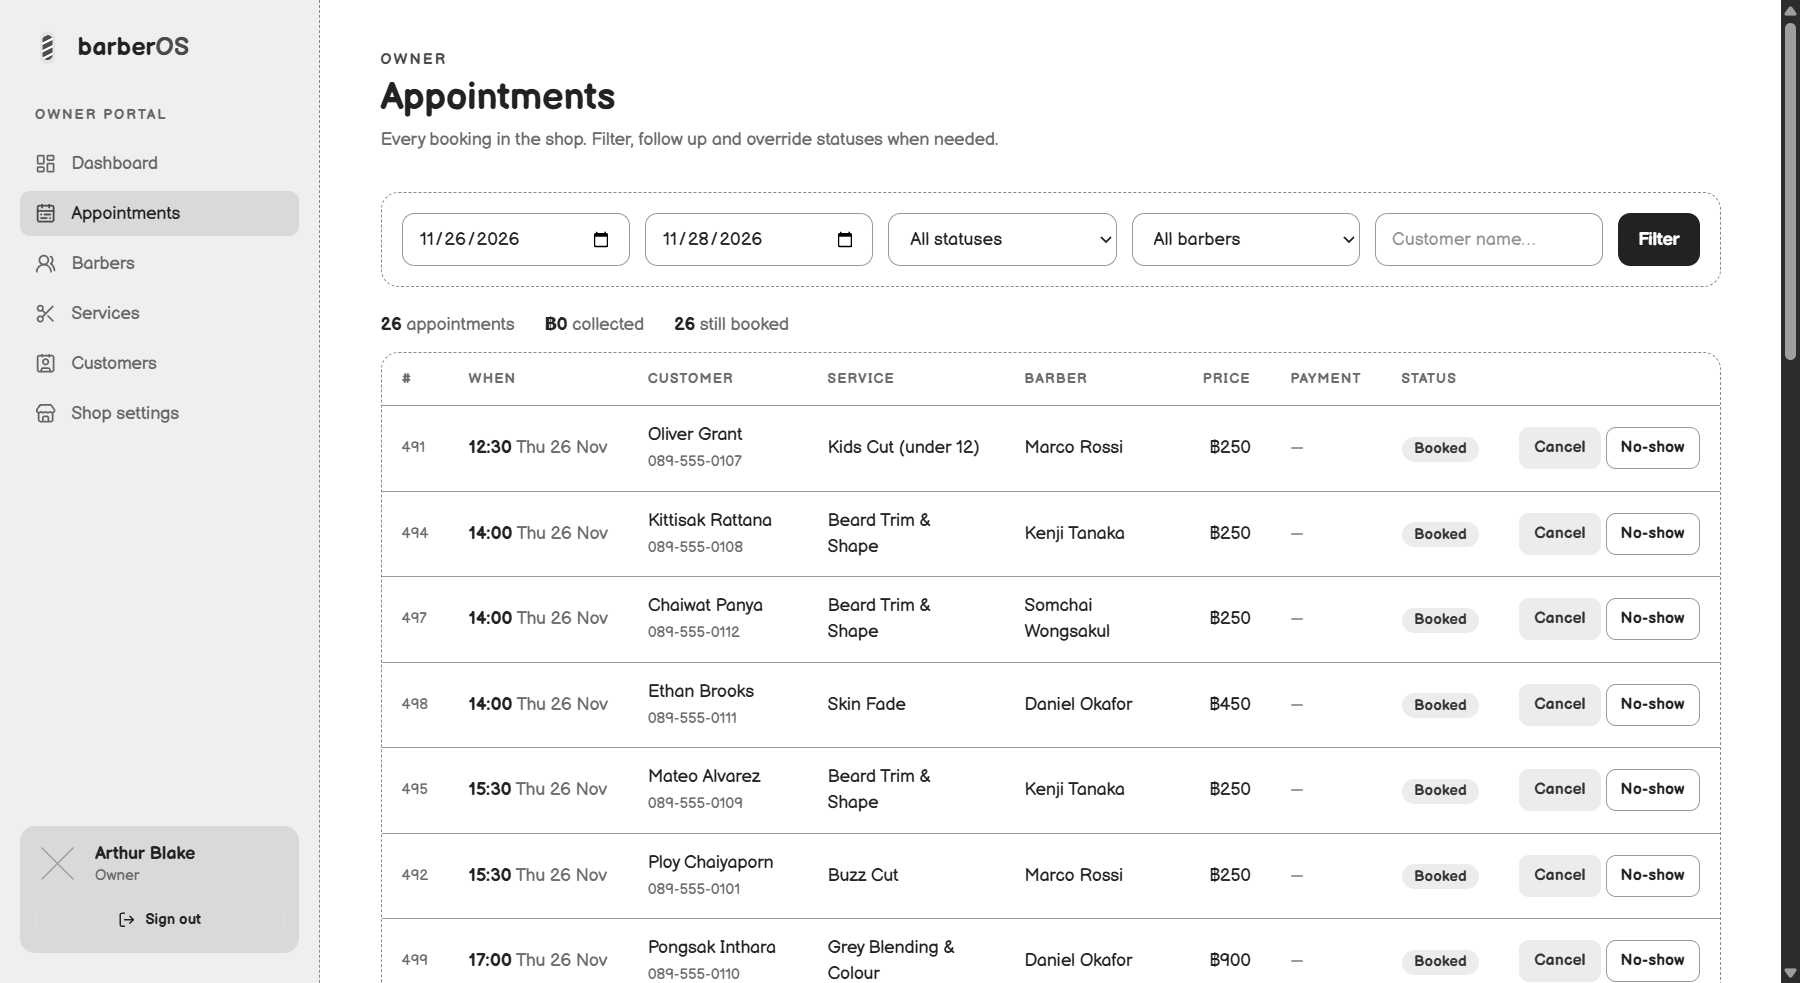 barberOS
OWNER PORTAL
Dashboard
Appointments
Barbers
Services
Customers
Shop settings
Arthur Blake
Owner
Sign out
OWNER
Appointments
Every booking in the shop. Filter, follow up and override statuses when needed.
11/26/2026 11/28/2026 All statuses All barbers Customer name... Filter
26 appointments ฿0 collected 26 still booked
# WHEN CUSTOMER SERVICE BARBER PRICE PAYMENT STATUS
491 12:30 Thu 26 Nov Oliver Grant Kids Cut (under 12) Marco Rossi ฿250 — Booked Cancel No-show
089-555-0107
494 14:00 Thu 26 Nov Kittisak Rattana Beard Trim & Kenji Tanaka ฿250 — Booked Cancel No-show
089-555-0108 Shape
497 14:00 Thu 26 Nov Chaiwat Panya Beard Trim & Somchai ฿250 — Booked Cancel No-show
089-555-0112 Shape Wongsakul
498 14:00 Thu 26 Nov Ethan Brooks Skin Fade Daniel Okafor ฿450 — Booked Cancel No-show
089-555-0111
495 15:30 Thu 26 Nov Mateo Alvarez Beard Trim & Kenji Tanaka ฿250 — Booked Cancel No-show
089-555-0109 Shape
492 15:30 Thu 26 Nov Ploy Chaiyaporn Buzz Cut Marco Rossi ฿250 — Booked Cancel No-show
089-555-0101
499 17:00 Thu 26 Nov Pongsak Inthara Grey Blending & Daniel Okafor ฿900 — Booked Cancel No-show
089-555-0110 Colour